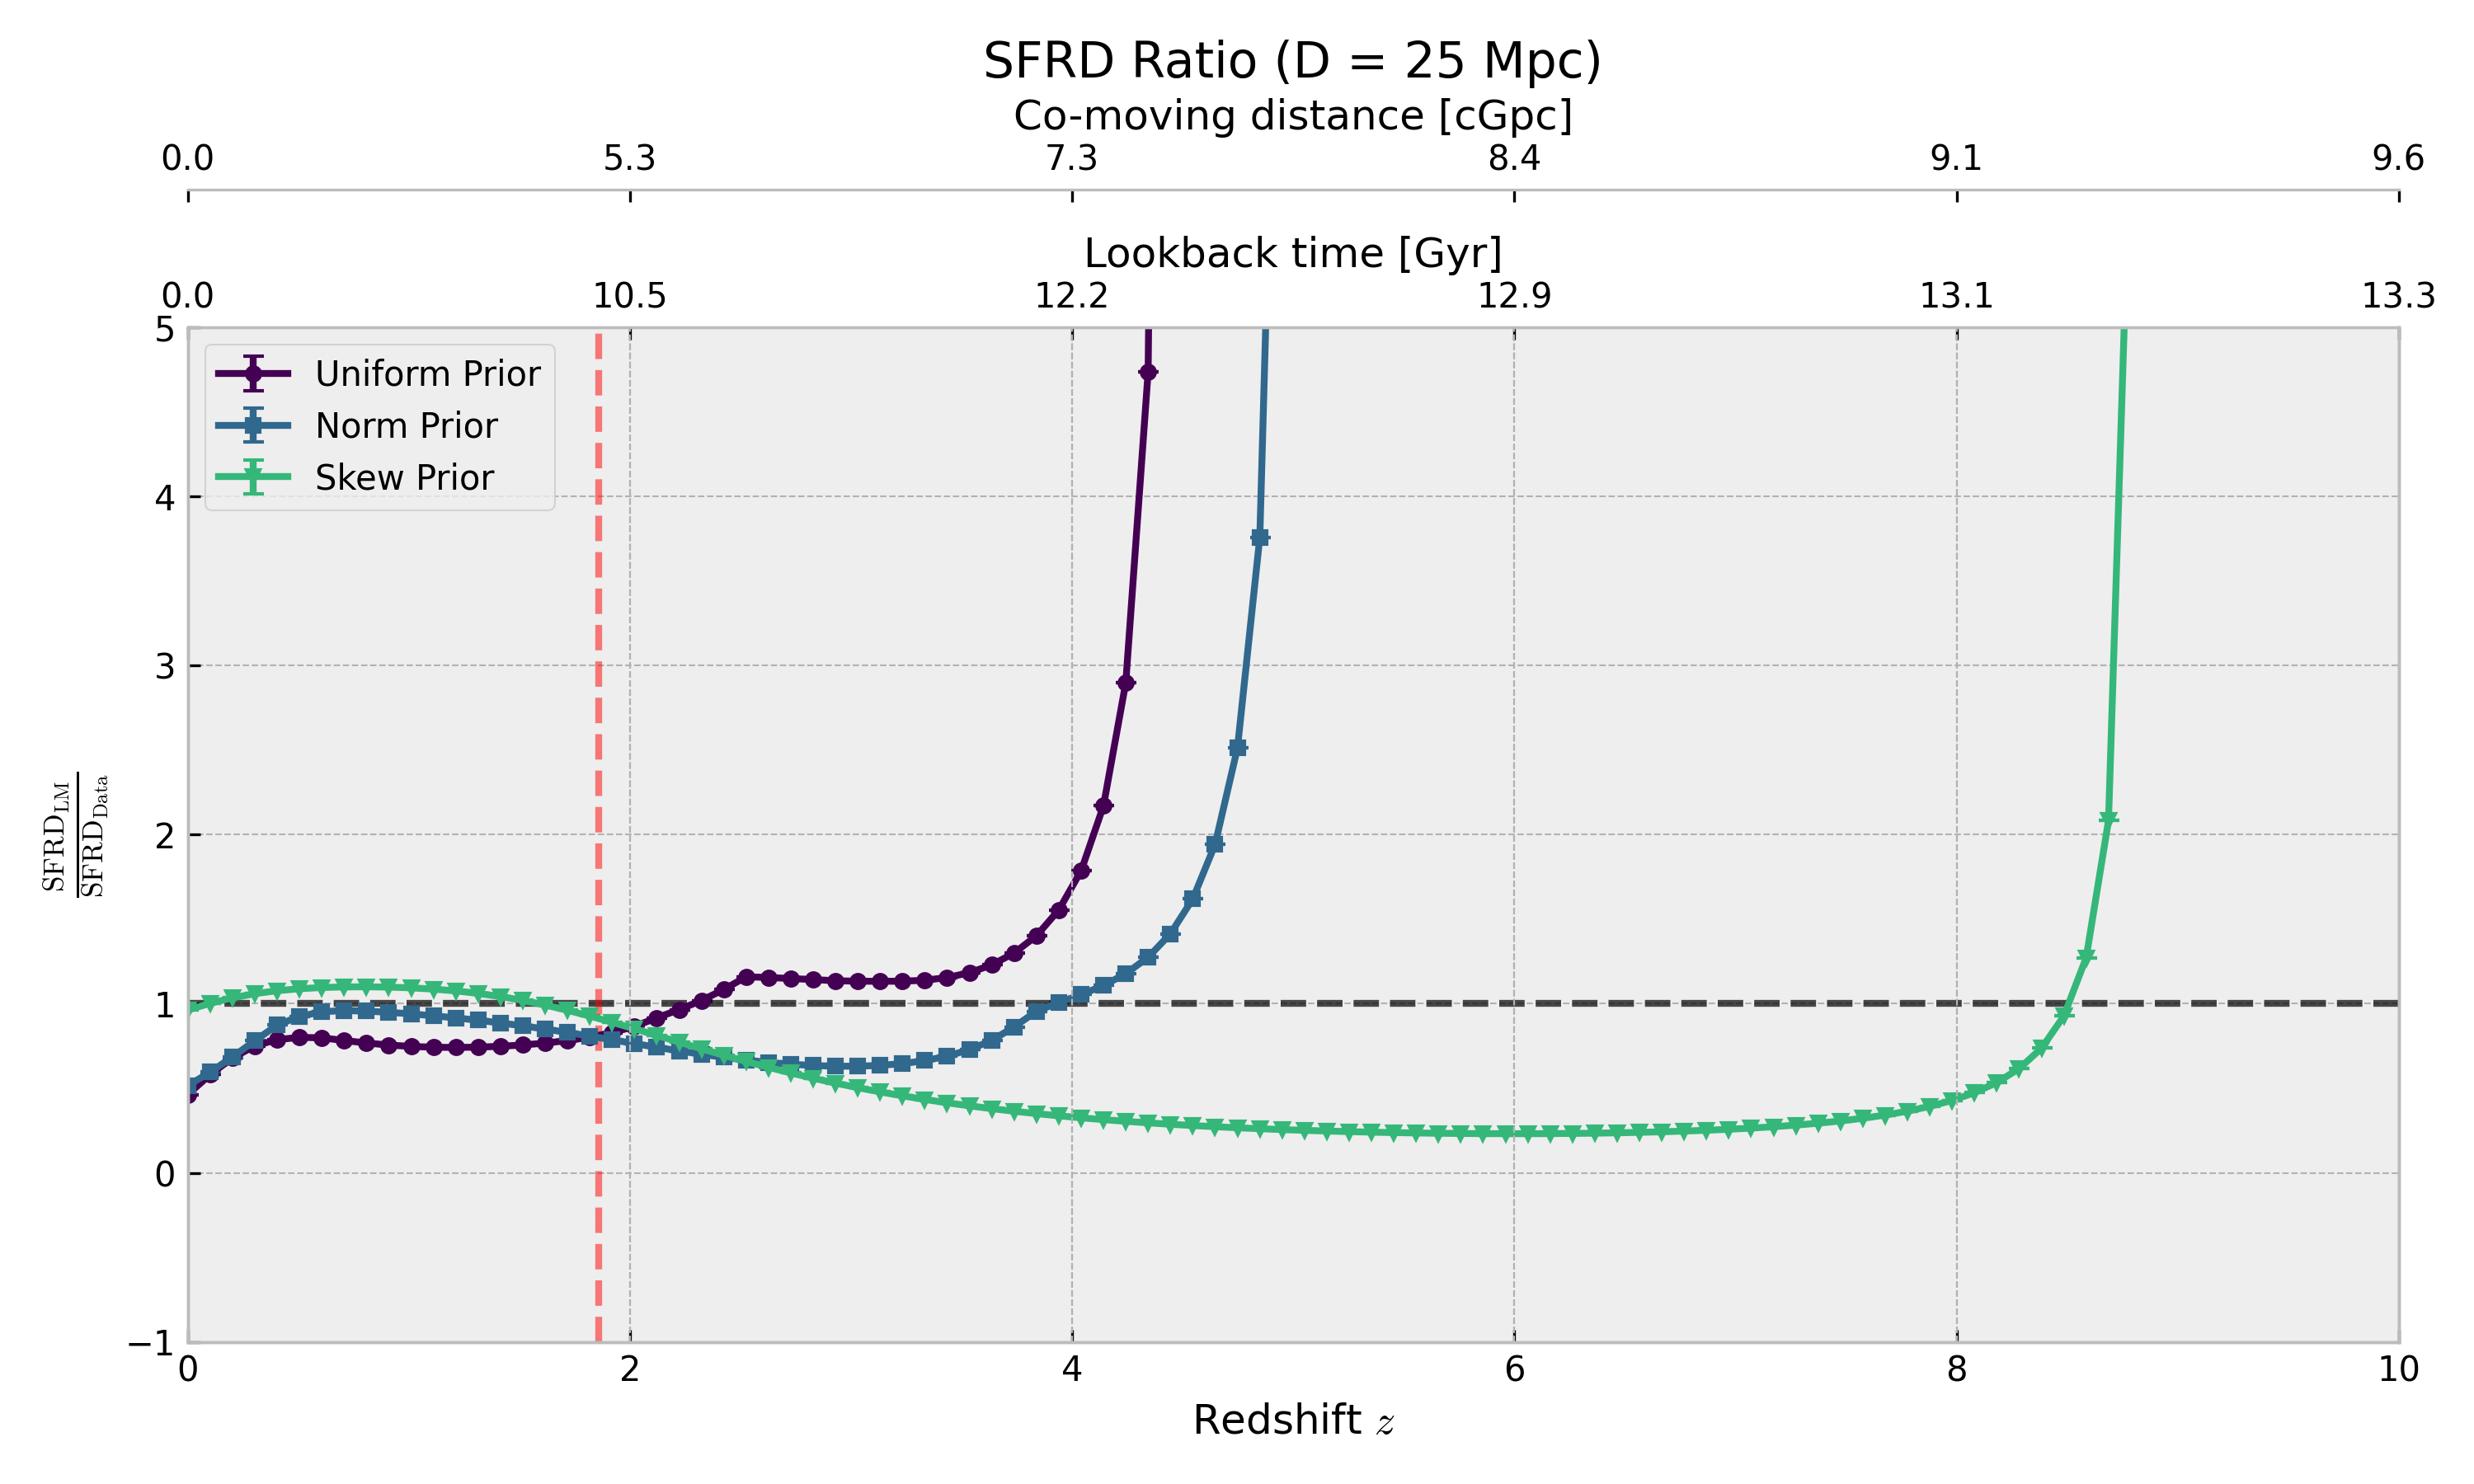 SFRD Ratio (D = 25 Mpc)
Co-moving distance [cGpc]
0.0 5.3 7.3 8.4 9.1 9.6
Lookback time [Gyr]
0.0 10.5 12.2 12.9 13.1 13.3
5
Uniform Prior
Norm Prior
Skew Prior
4
3
2
1
0
−1
SFRD_LM
SFRD_Data
0 2 4 6 8 10
Redshift z